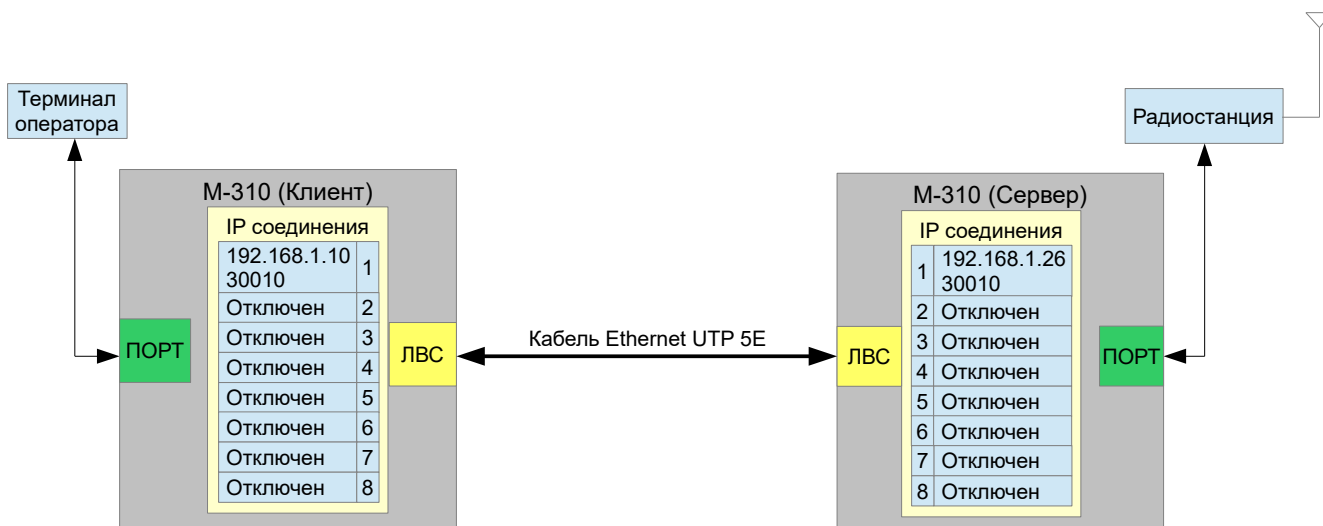 Терминал
оператора
М-310 (Клиент)
IP соединения
192.168.1.10
30010
1
Отключен 2
Отключен 3
Отключен 4
Отключен 5
Отключен 6
Отключен 7
Отключен 8
ПОРТ
ЛВС
Кабель Ethernet UTP 5E
Радиостанция
М-310 (Сервер)
IP соединения
1
192.168.1.26
30010
2 Отключен
3 Отключен
4 Отключен
5 Отключен
6 Отключен
7 Отключен
8 Отключен
ЛВС
ПОРТ